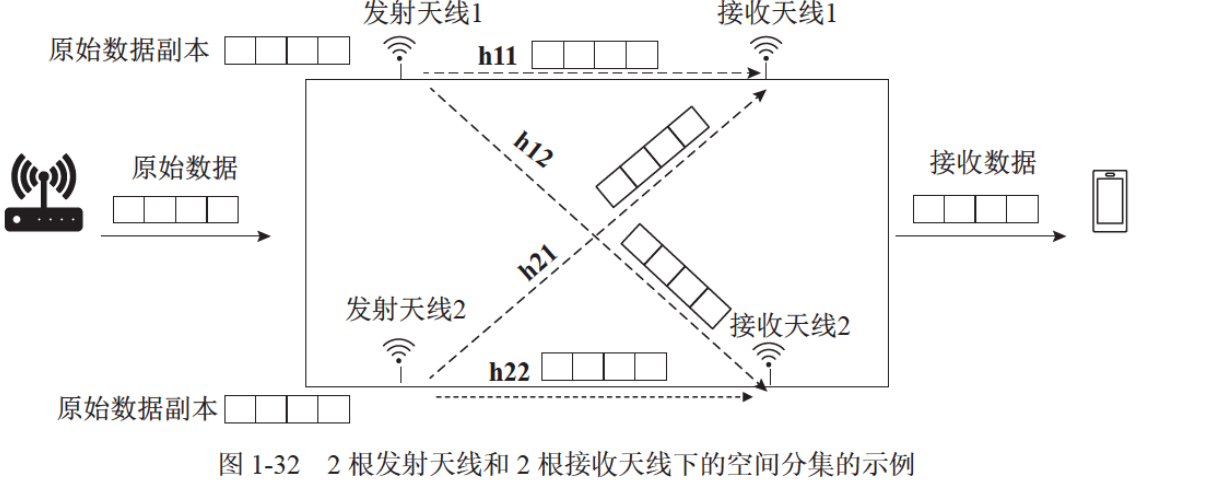 发射天线1
接收天线1
原始数据副本
h11
h12
原始数据
接收数据
h21
发射天线2
接收天线2
h22
原始数据副本
图 1-32 2 根发射天线和 2 根接收天线下的空间分集的示例